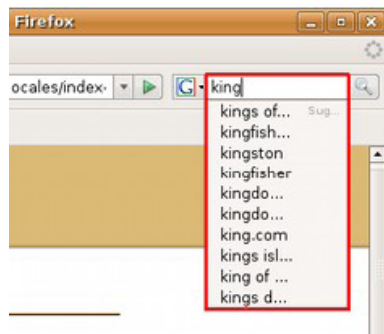 Firefox
ocales/index-
G king
kings of... Sug...
kingfish...
kingston
kingfisher
kingdo...
kingdo...
king.com
kings isl...
king of ...
kings d...